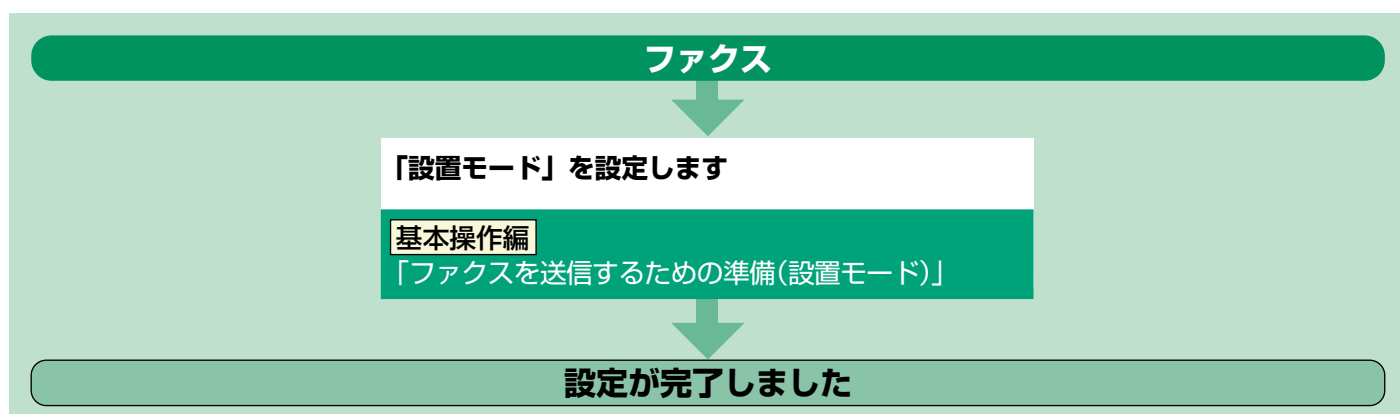 ファクス
「設置モード」を設定します
基本操作編
「ファクスを送信するための準備(設置モード)」
設定が完了しました